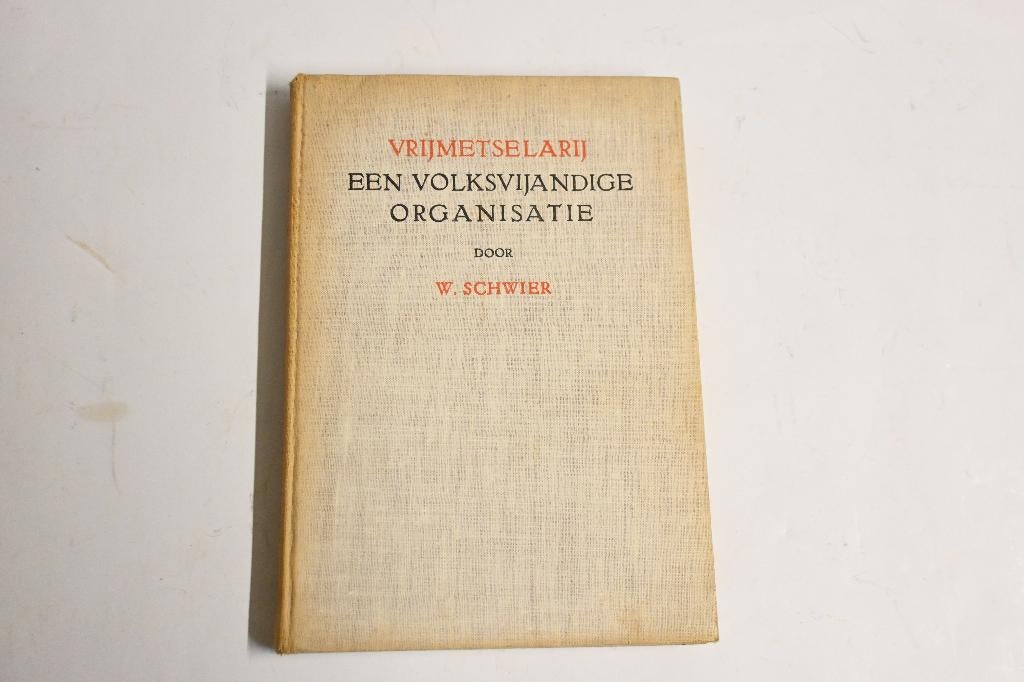 VRIJMETSELARIJ
EEN VOLKSVIJANDIGE
ORGANISATIE
DOOR
W. SCHWIER